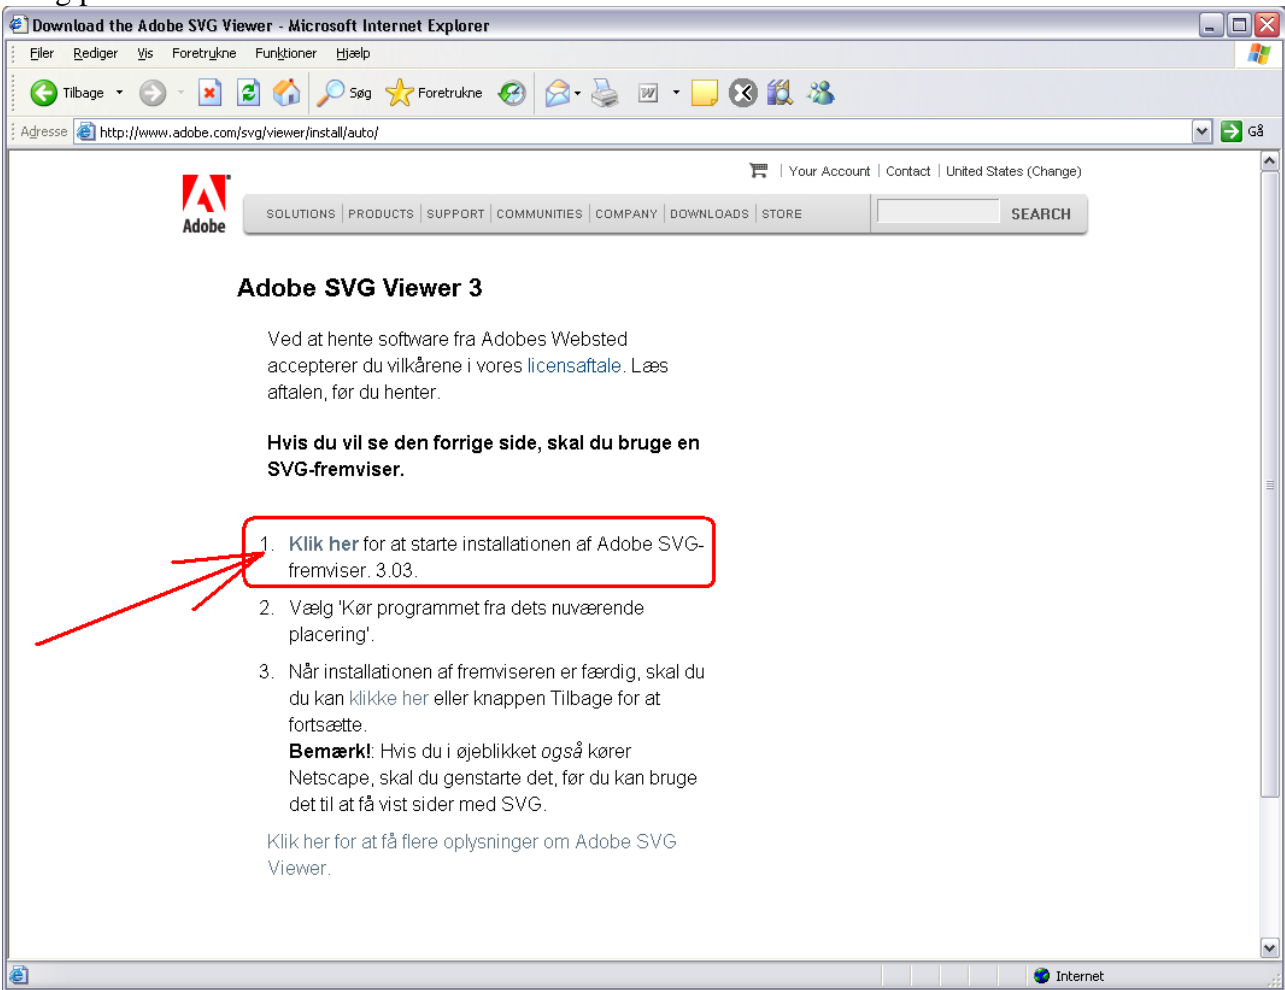 Download the Adobe SVG Viewer - Microsoft Internet Explorer
Filer Rediger Vis Foretrukne Funktioner Hjælp
Tilbage Søg Foretrukne
Adresse http://www.adobe.com/svg/viewer/install/auto/ Gå
Your Account | Contact | United States (Change)
Adobe
SOLUTIONS | PRODUCTS | SUPPORT | COMMUNITIES | COMPANY | DOWNLOADS | STORE SEARCH
Adobe SVG Viewer 3
Ved at hente software fra Adobes Websted
accepterer du vilkårene i vores licensaftale. Læs
aftalen, før du henter.
Hvis du vil se den forrige side, skal du bruge en
SVG-fremviser.
1. Klik her for at starte installationen af Adobe SVG-
fremviser. 3.03.
2. Vælg 'Kør programmet fra dets nuværende
placering'.
3. Når installationen af fremviseren er færdig, skal du
du kan klikke her eller knappen Tilbage for at
fortsætte.
Bemærk!: Hvis du i øjeblikket også kører
Netscape, skal du genstarte det, før du kan bruge
det til at få vist sider med SVG.
Klik her for at få flere oplysninger om Adobe SVG
Viewer.
Internet